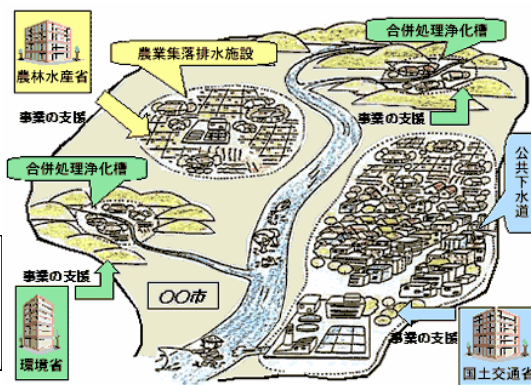 農林水産省
農業集落排水施設
合併処理浄化槽
事業の支援
事業の支援
合併処理浄化槽
公共下水道
事業の支援
〇〇市
環境省
事業の支援
国土交通省